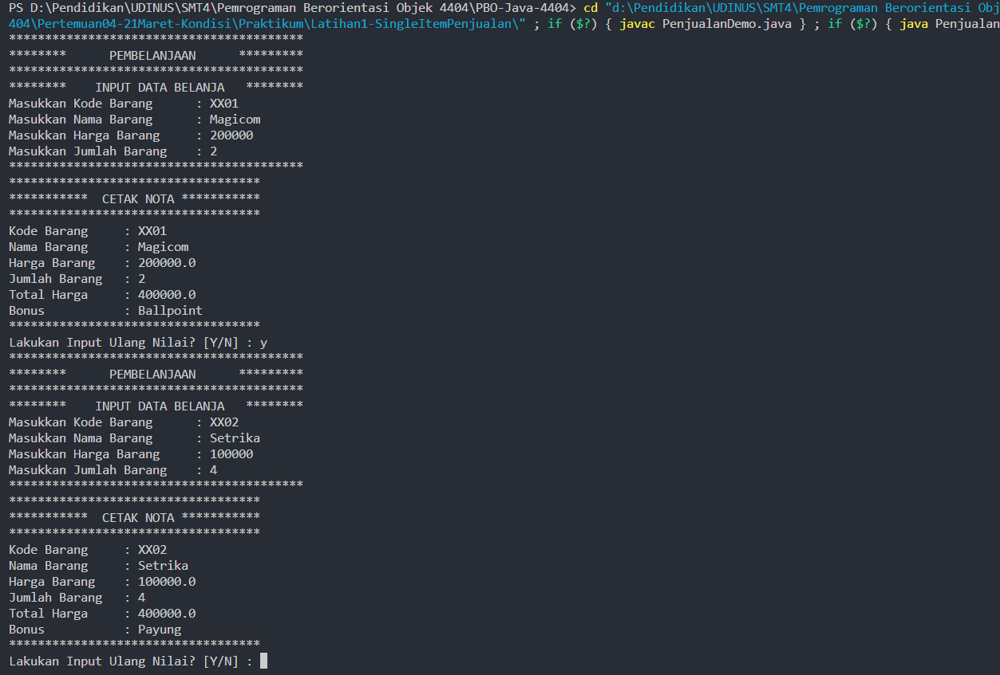 PS D:\Pendidikan\UDINUS\SMT4\Pemrograman Berorientasi Objek 4404\PBO-Java-4404> cd "d:\Pendidikan\UDINUS\SMT4\Pemrograman Berorientasi Obj
404\Pertemuan04-21Maret-Kondisi\Praktikum\Latihan1-SingleItemPenjualan\" ; if ($?) { javac PenjualanDemo.java } ; if ($?) { java Penjualan
*****************************************
********      PEMBELANJAAN      *********
*****************************************
********    INPUT DATA BELANJA   ********
Masukkan Kode Barang      : XX01
Masukkan Nama Barang      : Magicom
Masukkan Harga Barang     : 200000
Masukkan Jumlah Barang    : 2
*****************************************
***********************************
***********  CETAK NOTA ***********
***********************************
Kode Barang     : XX01
Nama Barang     : Magicom
Harga Barang    : 200000.0
Jumlah Barang   : 2
Total Harga     : 400000.0
Bonus           : Ballpoint
***********************************
Lakukan Input Ulang Nilai? [Y/N] : y
*****************************************
********      PEMBELANJAAN      *********
*****************************************
********    INPUT DATA BELANJA   ********
Masukkan Kode Barang      : XX02
Masukkan Nama Barang      : Setrika
Masukkan Harga Barang     : 100000
Masukkan Jumlah Barang    : 4
*****************************************
***********************************
***********  CETAK NOTA ***********
***********************************
Kode Barang     : XX02
Nama Barang     : Setrika
Harga Barang    : 100000.0
Jumlah Barang   : 4
Total Harga     : 400000.0
Bonus           : Payung
***********************************
Lakukan Input Ulang Nilai? [Y/N] :